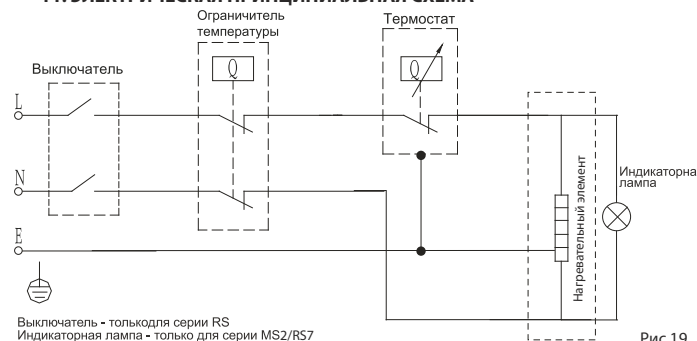 Ограничитель
температуры
Термостат
Выключатель
Q
Q
L
N
E
Нагревательный элемент
Индикаторна
лампа
Выключатель - толькодля серии RS
Индикаторная лампа - только для серии MS2/RS7
Рис 19